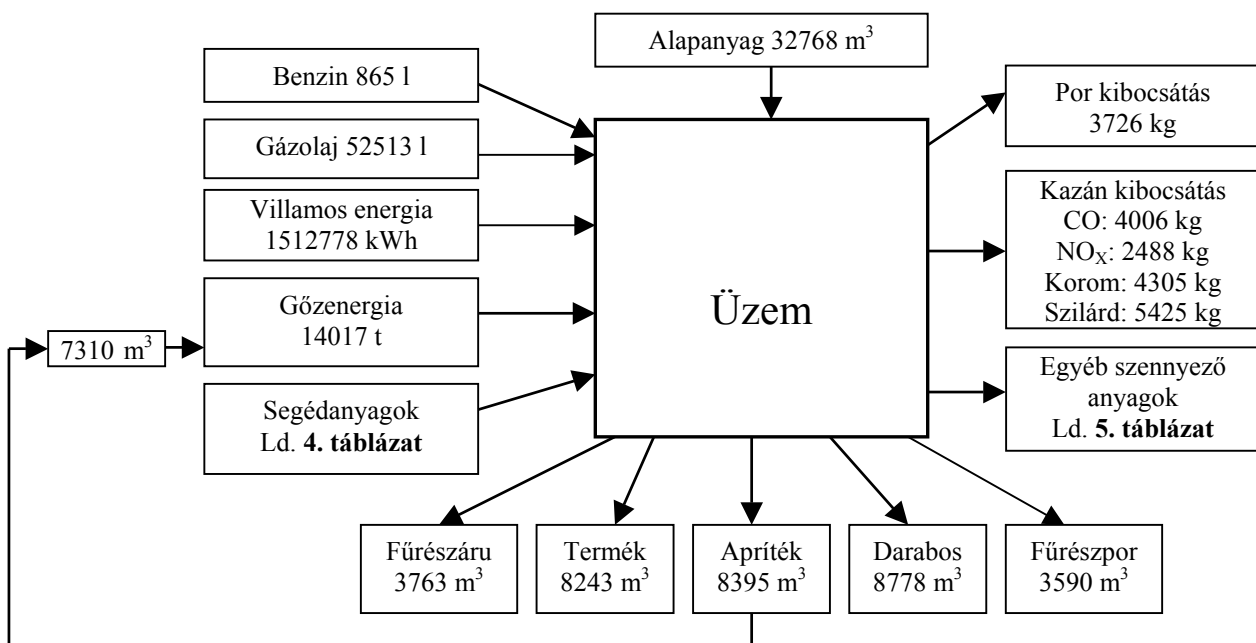 Alapanyag 32768 m³
Benzin 865 l
Gázolaj 52513 l
Villamos energia
1512778 kWh
Gőzenergia
14017 t
7310 m³
Segédanyagok
Ld. 4. táblázat
Üzem
Por kibocsátás
3726 kg
Kazán kibocsátás
CO: 4006 kg
NOₓ: 2488 kg
Korom: 4305 kg
Szilárd: 5425 kg
Egyéb szennyező
anyagok
Ld. 5. táblázat
Fűrészáru
3763 m³
Termék
8243 m³
Apríték
8395 m³
Darabos
8778 m³
Fűrészpor
3590 m³